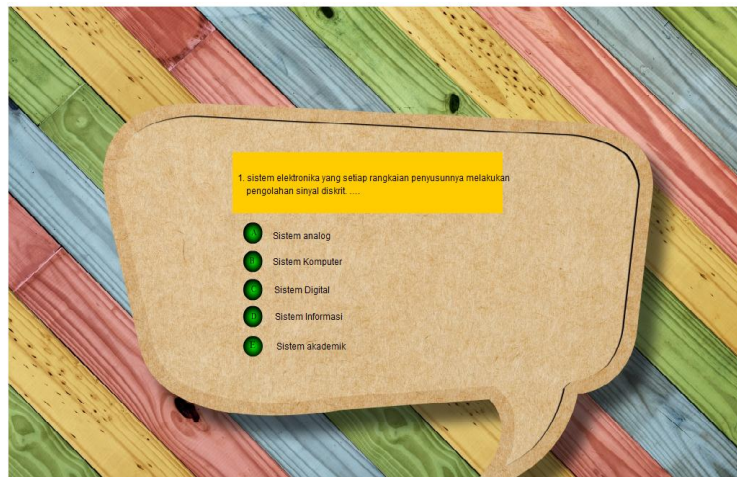 1. sistem elektronika yang setiap rangkaian penyusunnya melakukan
pengolahan sinyal diskrit. ....
A Sistem analog
B Sistem Komputer
C Sistem Digital
D Sistem Informasi
E Sistem akademik